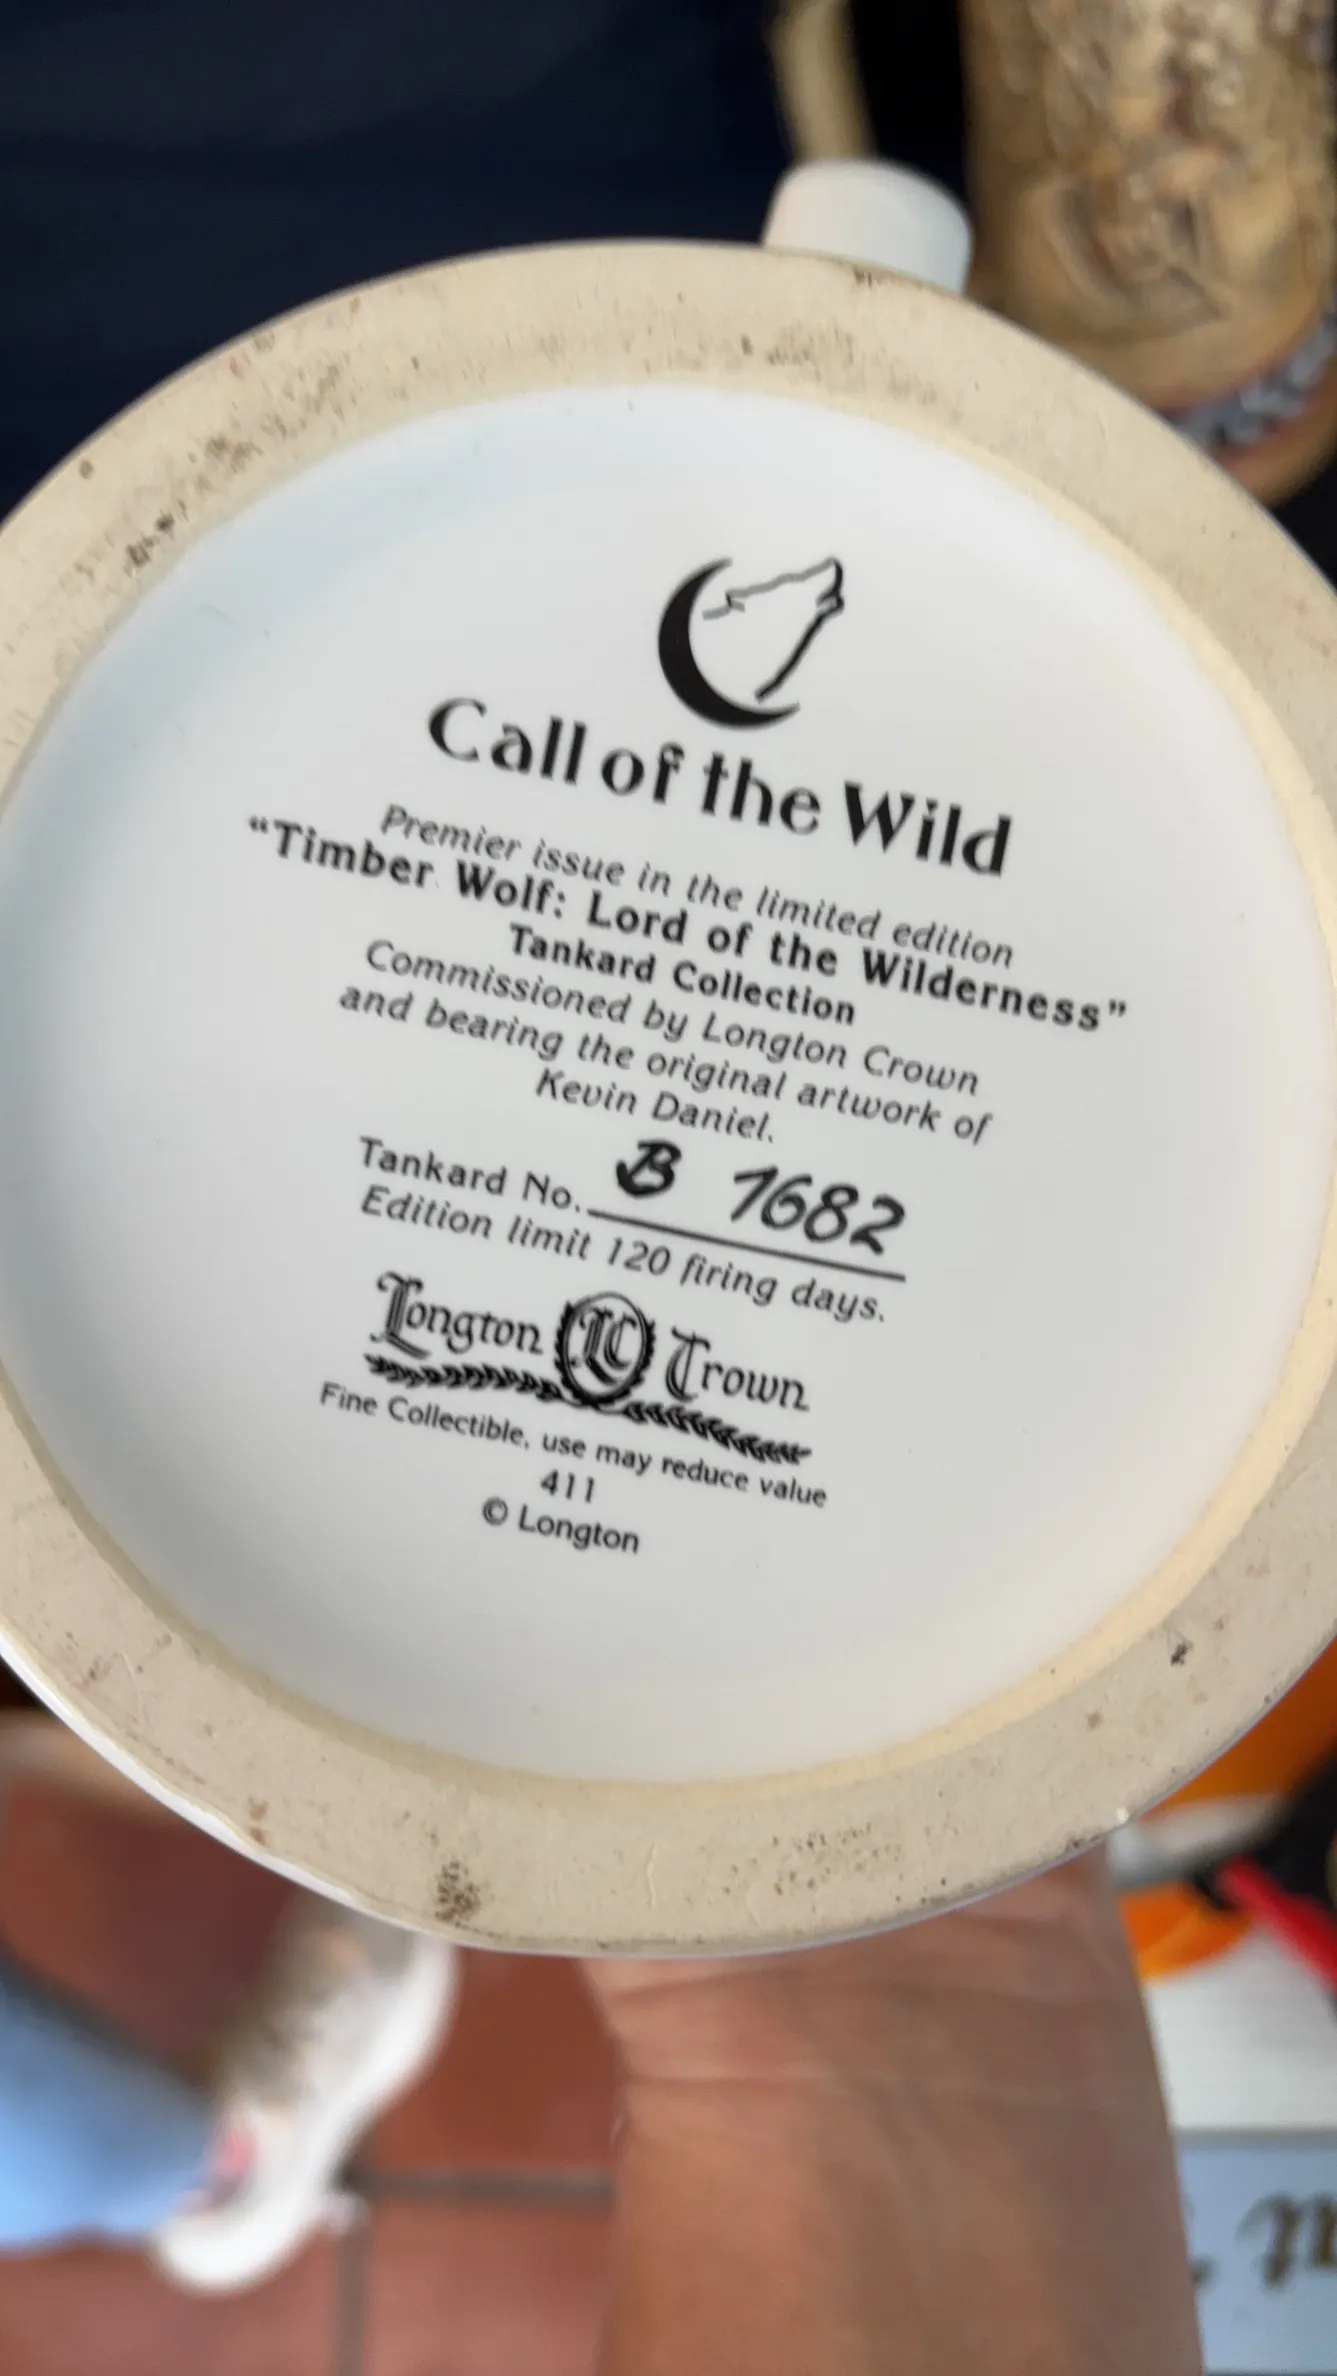 Call of the Wild
Premier issue in the limited edition
“Timber Wolf: Lord of the Wilderness”
Tankard Collection
Commissioned by Longton Crown
and bearing the original artwork of
Kevin Daniel.
Tankard No. B 1682
Edition limit 120 firing days.
Longton LC Crown
Fine Collectible, use may reduce value
411
© Longton